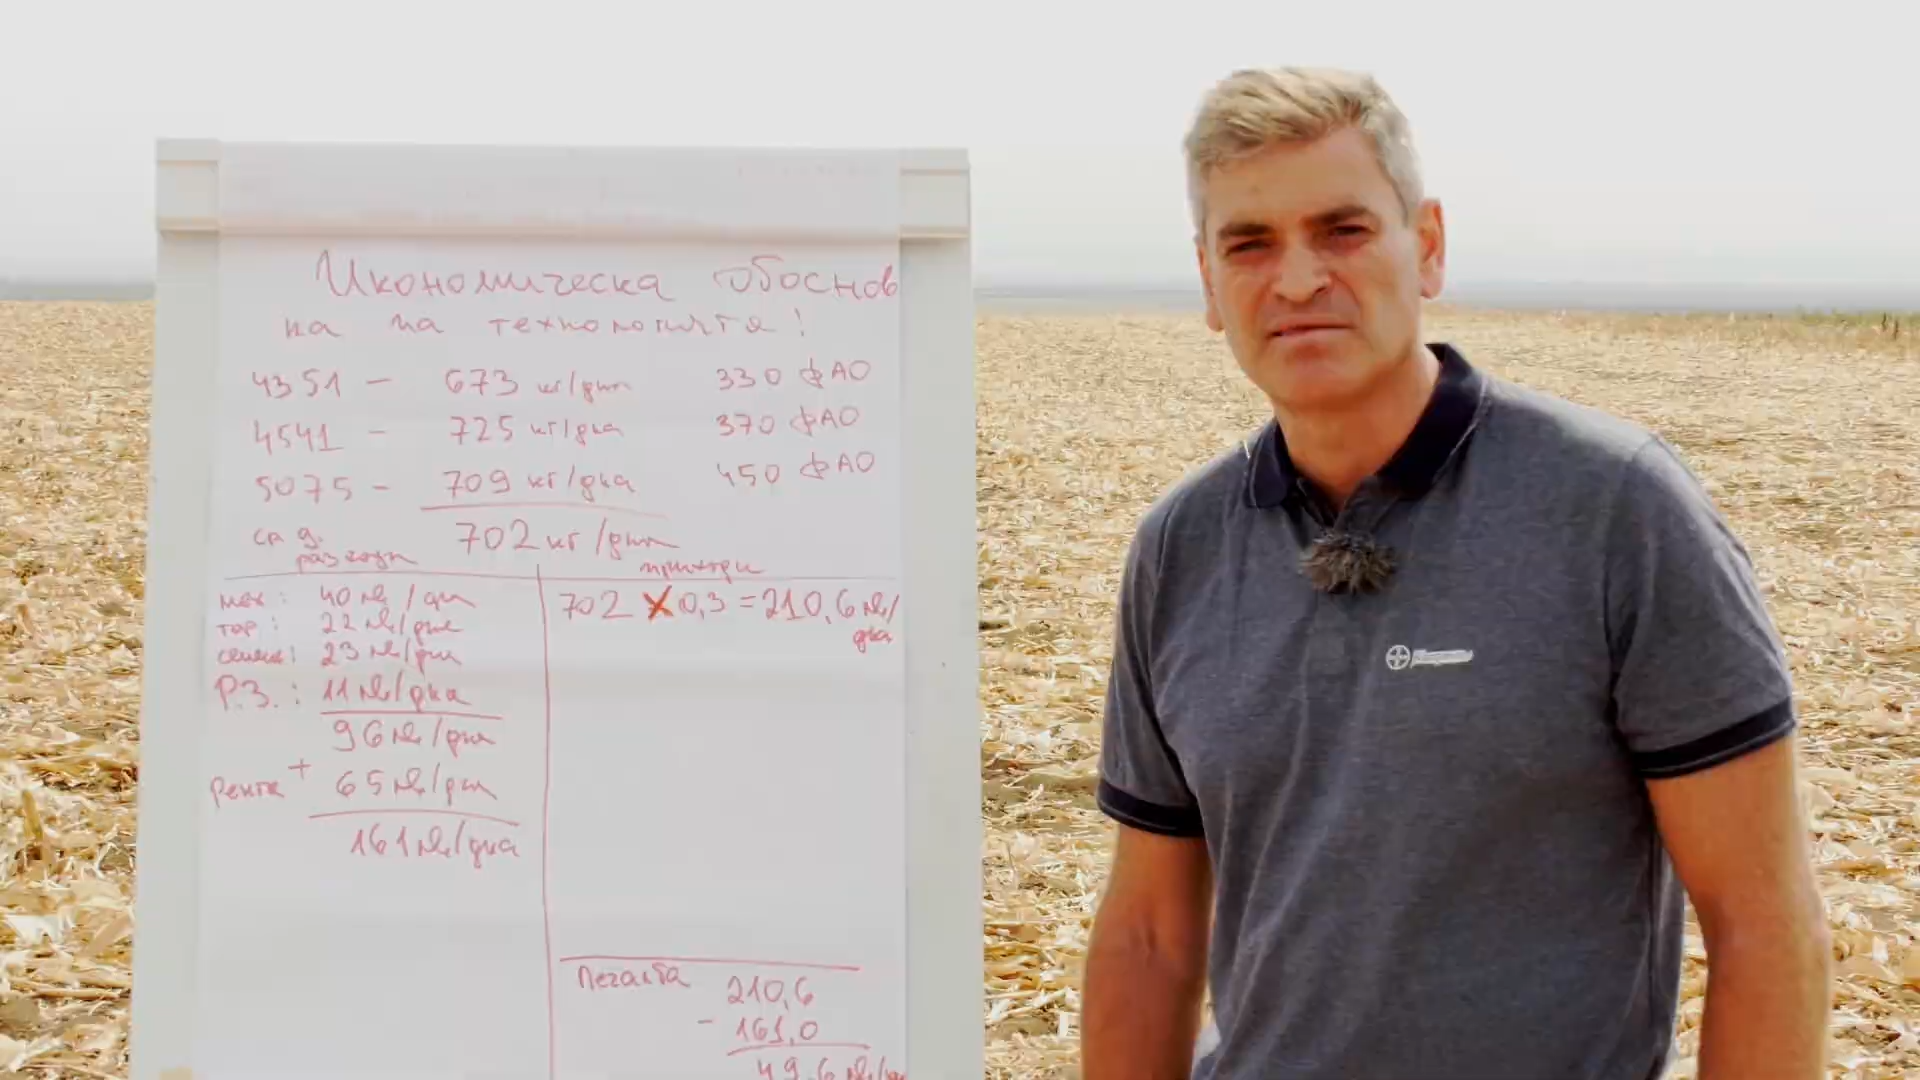 Икономическа обоснов
ка на технологията!
4351 - 673 кг/дка 330 ФАО
4541 - 725 кг/дка 370 ФАО
5075 - 709 кг/дка 450 ФАО
сред. 702 кг/дка
разходи
приходи
мех: 40 лв/дка
тор: 22 лв/дка
семена: 23 лв/дка
Р.З.: 11 лв/дка
96 лв/дка
Рента + 65 лв/дка
161 лв/дка
702 X 0,3 = 210,6 лв/
дка
Печалба 210,6
- 161,0
49,6 лв/